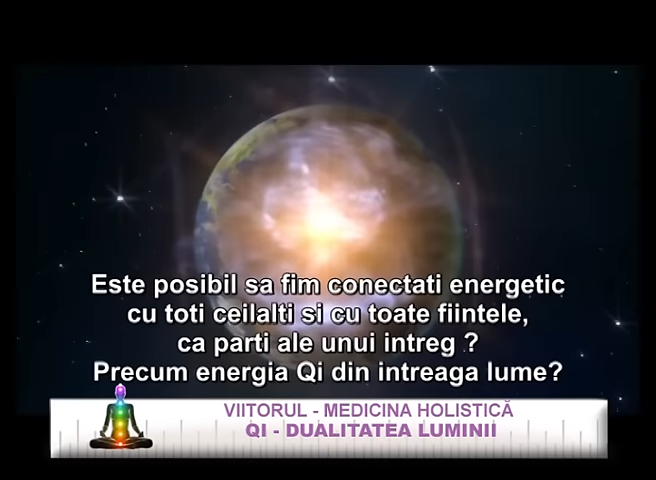 Este posibil sa fim conectati energetic
cu toti ceilalti si cu toate fiintele,
ca parti ale unui intreg ?
Precum energia Qi din intreaga lume?
VIITORUL - MEDICINA HOLISTICĂ
QI - DUALITATEA LUMINII